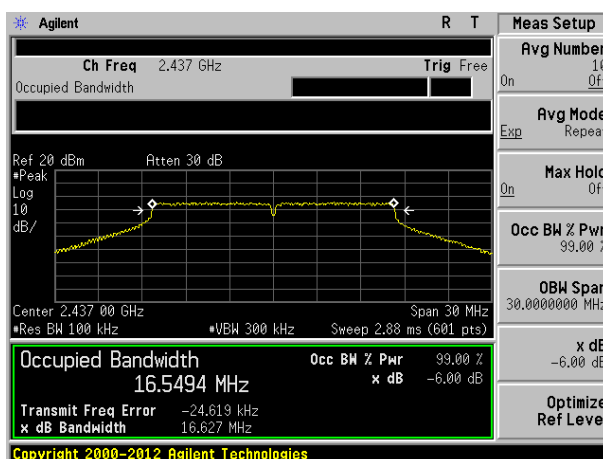 Agilent R T Meas Setup
Ch Freq 2.437 GHz Trig Free
Occupied Bandwidth
Ref 20 dBm Atten 30 dB
#Peak
Log
10
dB/
Center 2.437 00 GHz Span 30 MHz
#Res BW 100 kHz #VBW 300 kHz Sweep 2.88 ms (601 pts)
Occupied Bandwidth Occ BW % Pwr 99.00 %
16.5494 MHz x dB -6.00 dB
Transmit Freq Error -24.619 kHz
x dB Bandwidth 16.627 MHz
Copyright 2000-2012 Agilent Technologies
Avg Number
10
On Of
Avg Mode
Exp Repea
Max Hold
On Of
Occ BW % Pwr
99.00 %
OBW Span
30.0000000 MHz
x dB
-6.00 dB
Optimize
Ref Leve